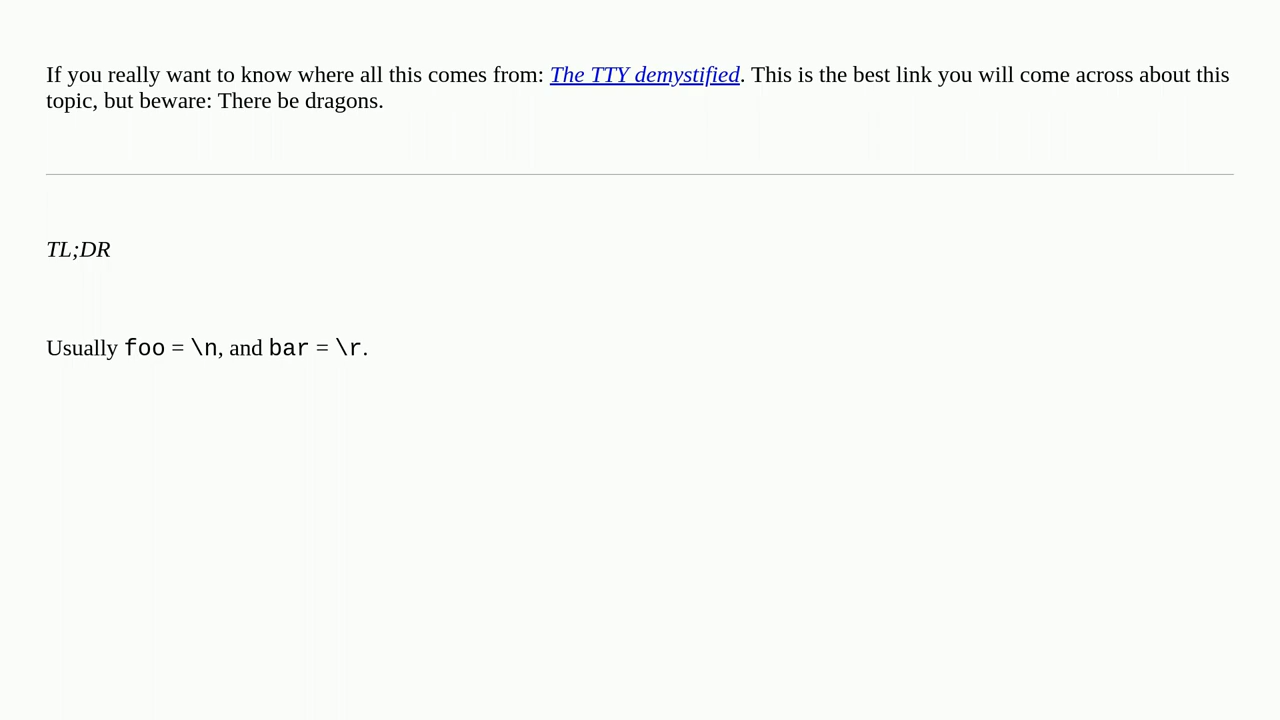 If you really want to know where all this comes from: The TTY demystified. This is the best link you will come across about this
topic, but beware: There be dragons.
TL;DR
Usually foo = \n, and bar = \r.